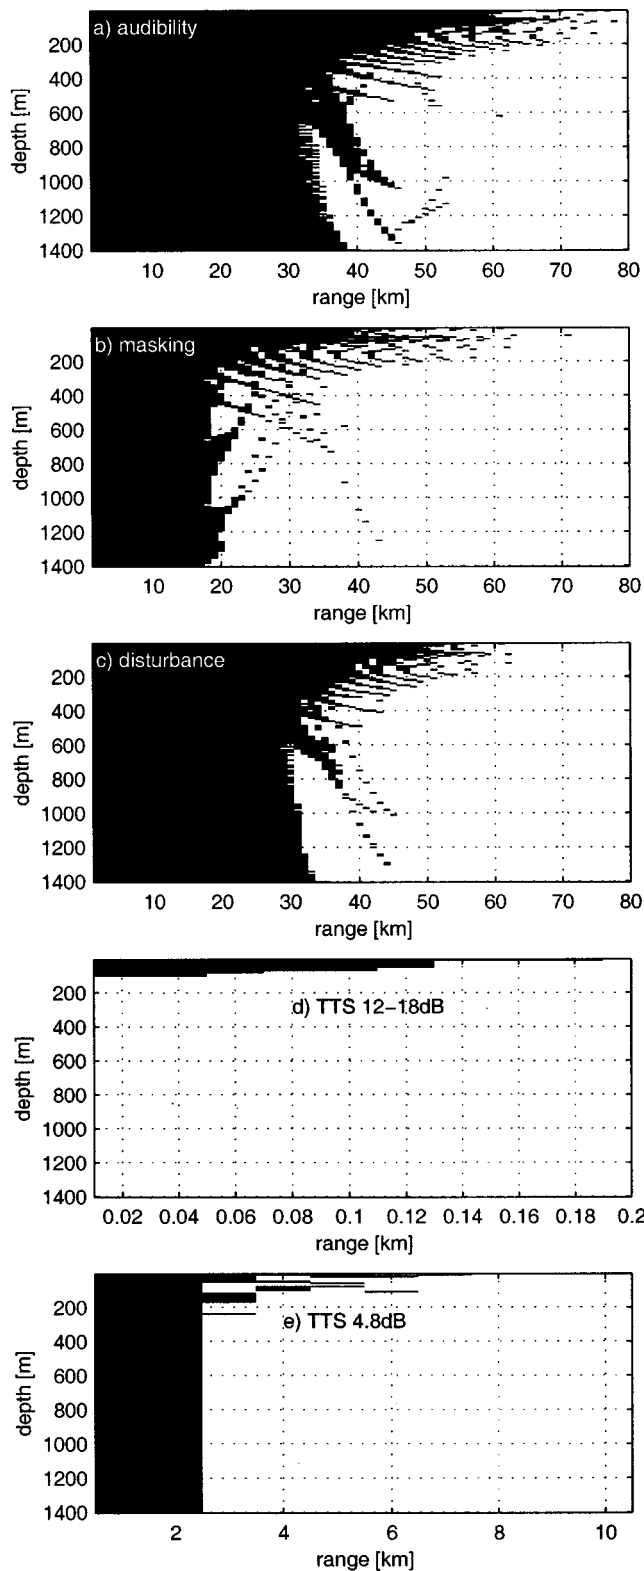 a) audibility
200
400
600
800
1000
1200
1400
depth [m]
10 20 30 40 50 60 70 80
range [km]
b) masking
200
400
600
800
1000
1200
1400
depth [m]
10 20 30 40 50 60 70 80
range [km]
c) disturbance
200
400
600
800
1000
1200
1400
depth [m]
10 20 30 40 50 60 70 80
range [km]
d) TTS 12–18dB
200
400
600
800
1000
1200
1400
depth [m]
0.02 0.04 0.06 0.08 0.1 0.12 0.14 0.16 0.18 0.2
range [km]
e) TTS 4.8dB
200
400
600
800
1000
1200
1400
depth [m]
2 4 6 8 10
range [km]